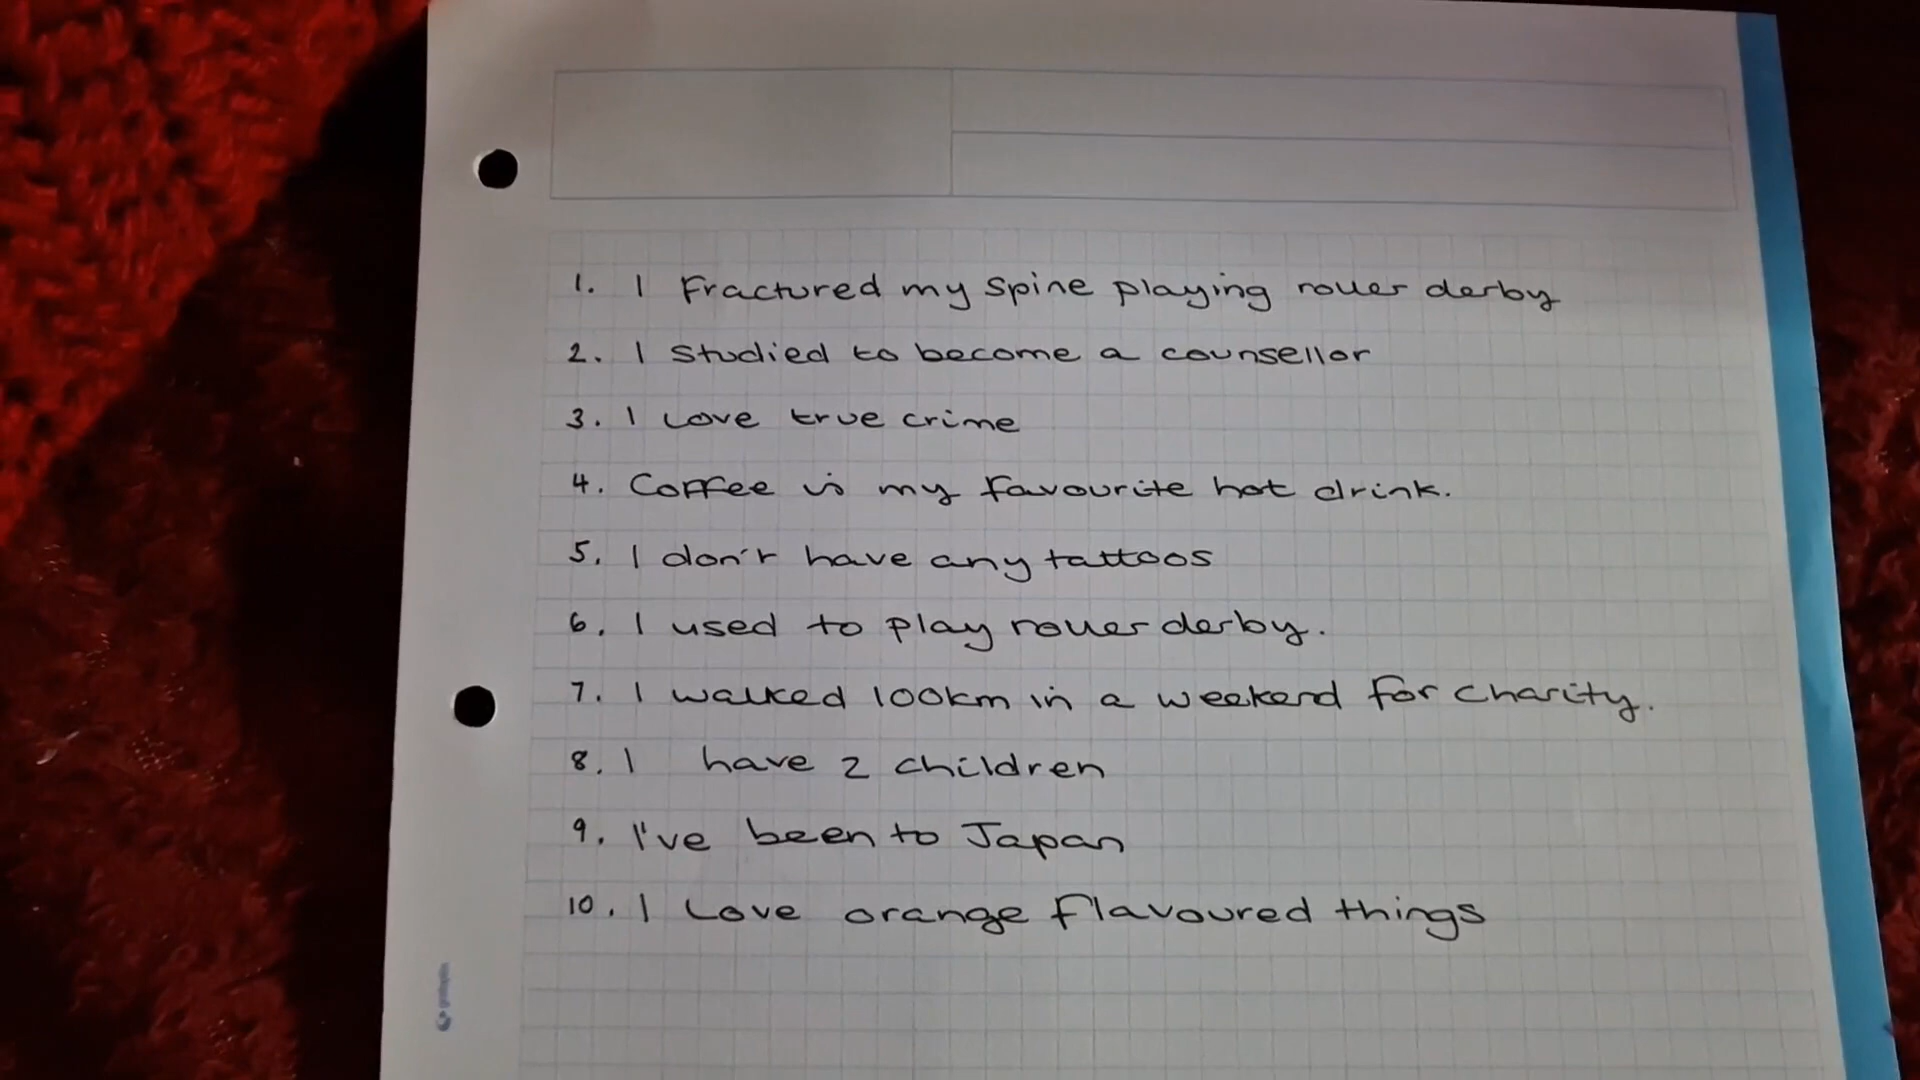 1. I Fractured my spine playing roller derby
2. I studied to become a counsellor
3. I love true crime
4. Coffee is my favourite hot drink.
5. I don't have any tattoos
6. I used to play roller derby.
7. I walked 100km in a weekend for charity.
8. I have 2 children
9. I've been to Japan
10. I Love orange flavoured things